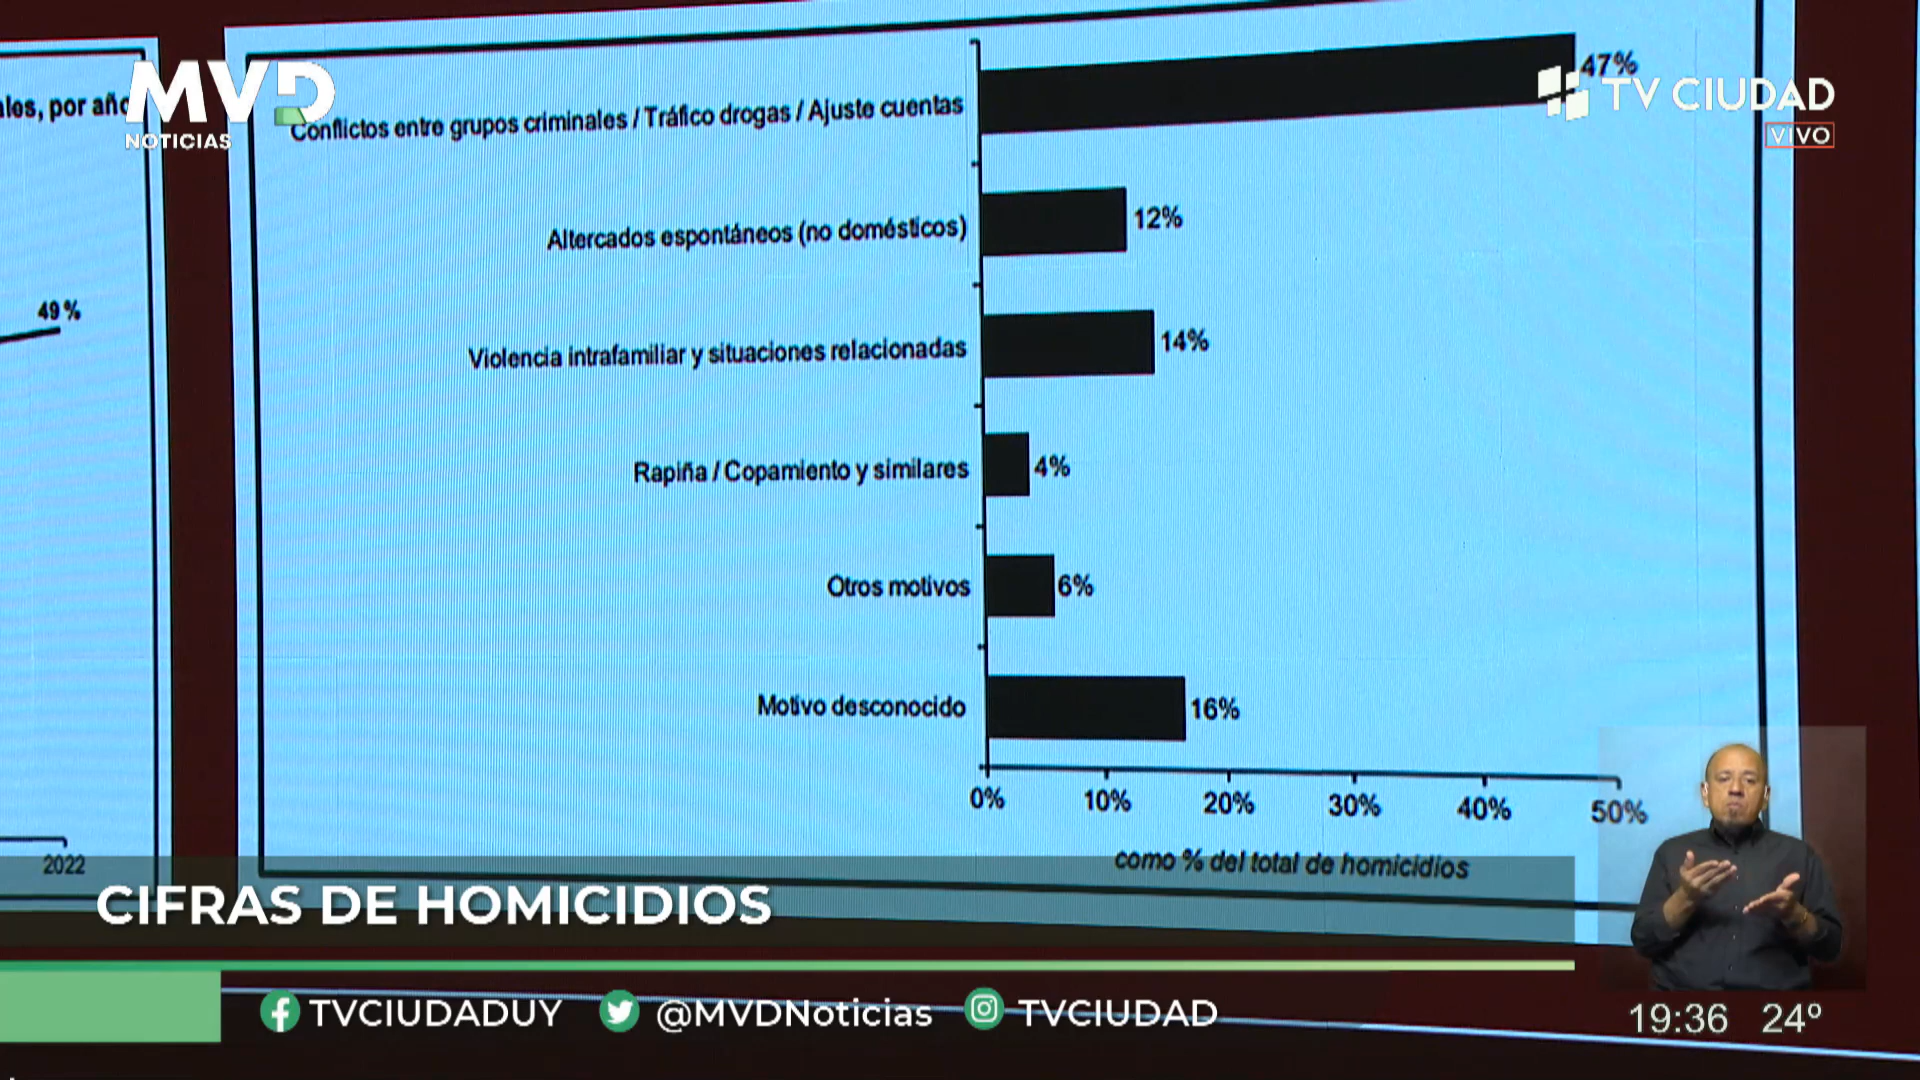 MVD
NOTICIAS
TV CIUDAD
VIVO
por año
49%
2022
Conflictos entre grupos criminales / Tráfico drogas / Ajuste cuentas
47%
Altercados espontáneos (no domésticos)
12%
Violencia intrafamiliar y situaciones relacionadas
14%
Rapiña / Copamiento y similares
4%
Otros motivos
6%
Motivo desconocido
16%
0% 10% 20% 30% 40% 50%
como % del total de homicidios
CIFRAS DE HOMICIDIOS
TVCIUDADUY @MVDNoticias TVCIUDAD
19:36 24º